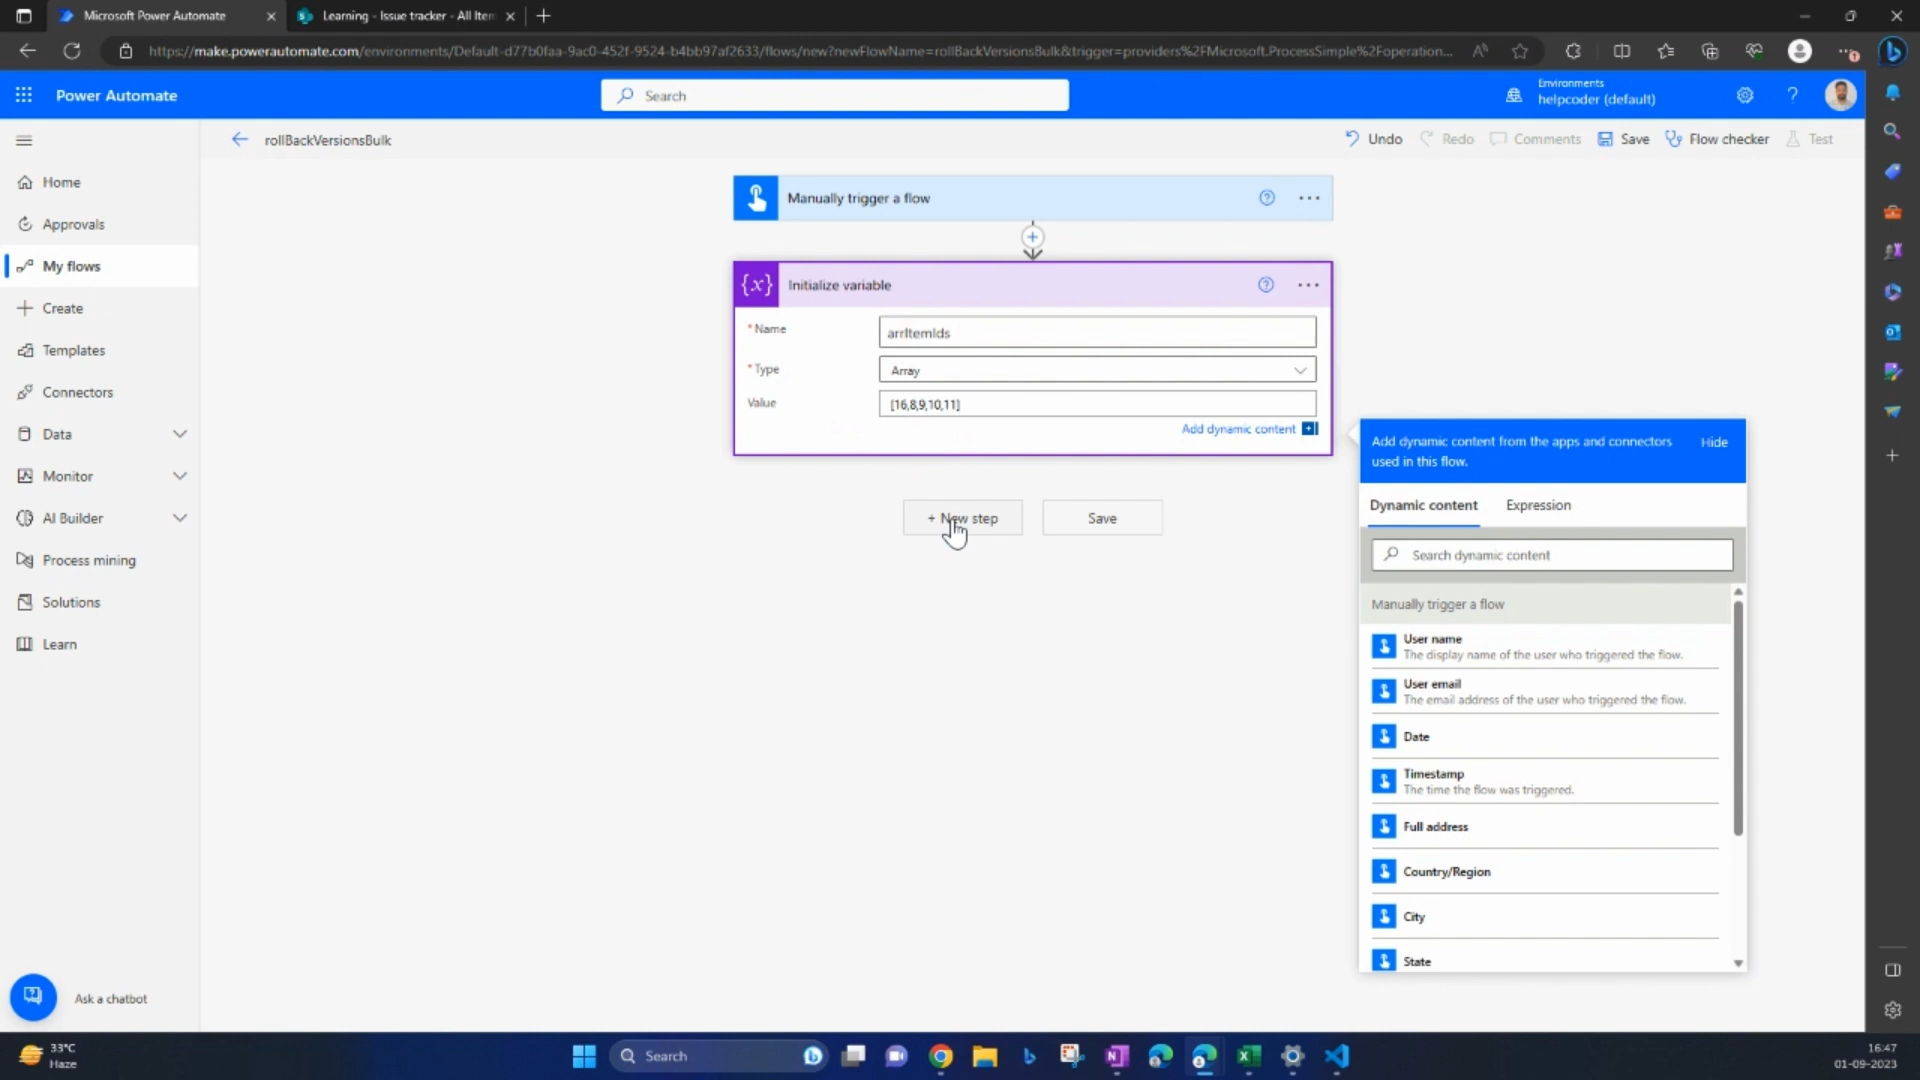 Microsoft Power Automate
Learning - Issue tracker - All Item
https://make.powerautomate.com/environments/Default-d77b0faa-9ac0-452f-9524-b4bb97af2633/flows/new?newFlowName=rollBackVersionsBulk&trigger=providers%2FMicrosoft.ProcessSimple%2Foperation...
Power Automate
Search
Environments
helpcoder (default)
rollBackVersionsBulk
Undo
Redo
Comments
Save
Flow checker
Test
Home
Approvals
My flows
Create
Templates
Connectors
Data
Monitor
AI Builder
Process mining
Solutions
Learn
Ask a chatbot
Manually trigger a flow
{x}
Initialize variable
* Name
arrItemIds
* Type
Array
Value
[16,8,9,10,11]
Add dynamic content
+ New step
Save
Add dynamic content from the apps and connectors
used in this flow.
Hide
Dynamic content
Expression
Search dynamic content
Manually trigger a flow
User name
The display name of the user who triggered the flow.
User email
The email address of the user who triggered the flow.
Date
Timestamp
The time the flow was triggered.
Full address
Country/Region
City
State
33°C
Haze
Search
16:47
01-09-2023